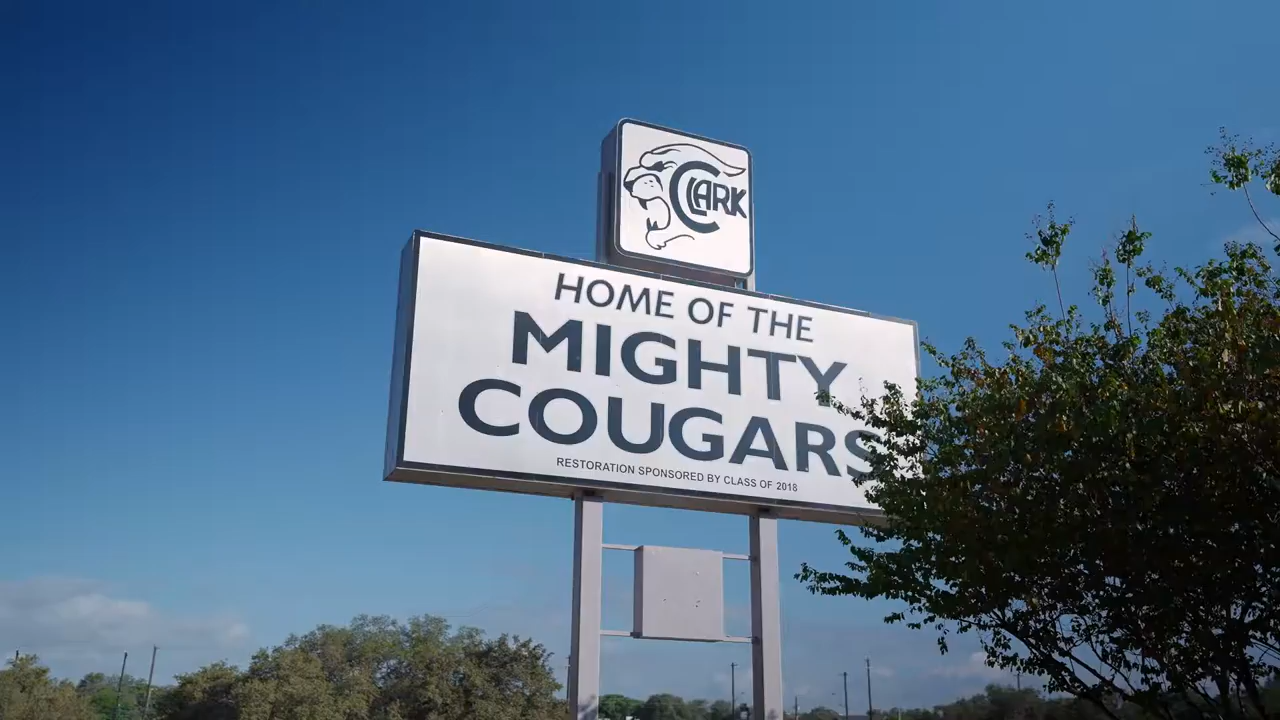 CLARK
HOME OF THE
MIGHTY
COUGARS
RESTORATION SPONSORED BY CLASS OF 2018